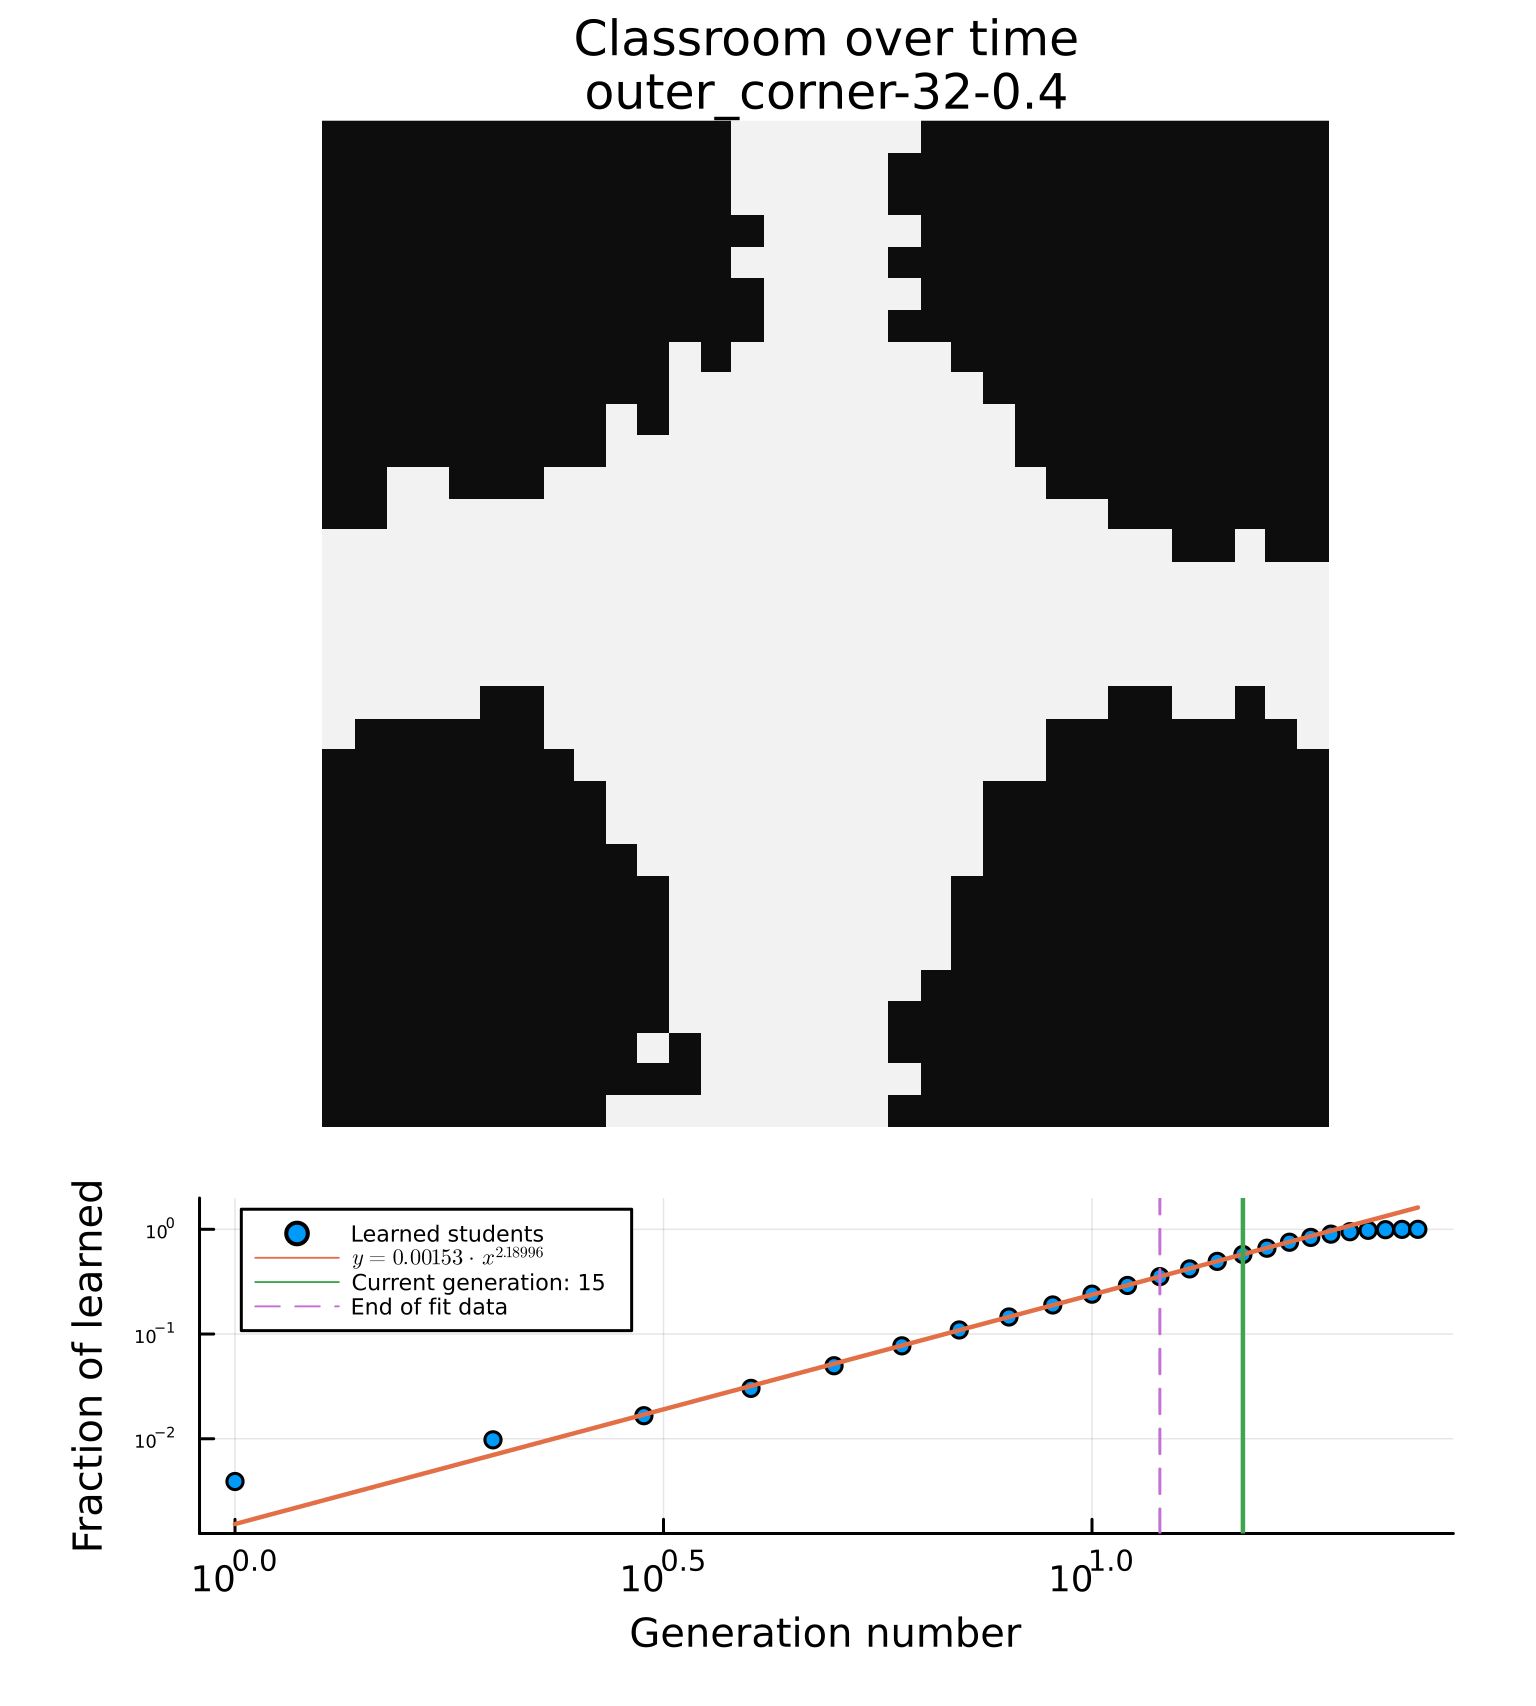 Classroom over time
outer_corner-32-0.4
Fraction of learned
10⁰
10⁻¹
10⁻²
Learned students
y = 0.00153 · x^2.18996
Current generation: 15
End of fit data
10^0.0
10^0.5
10^1.0
Generation number